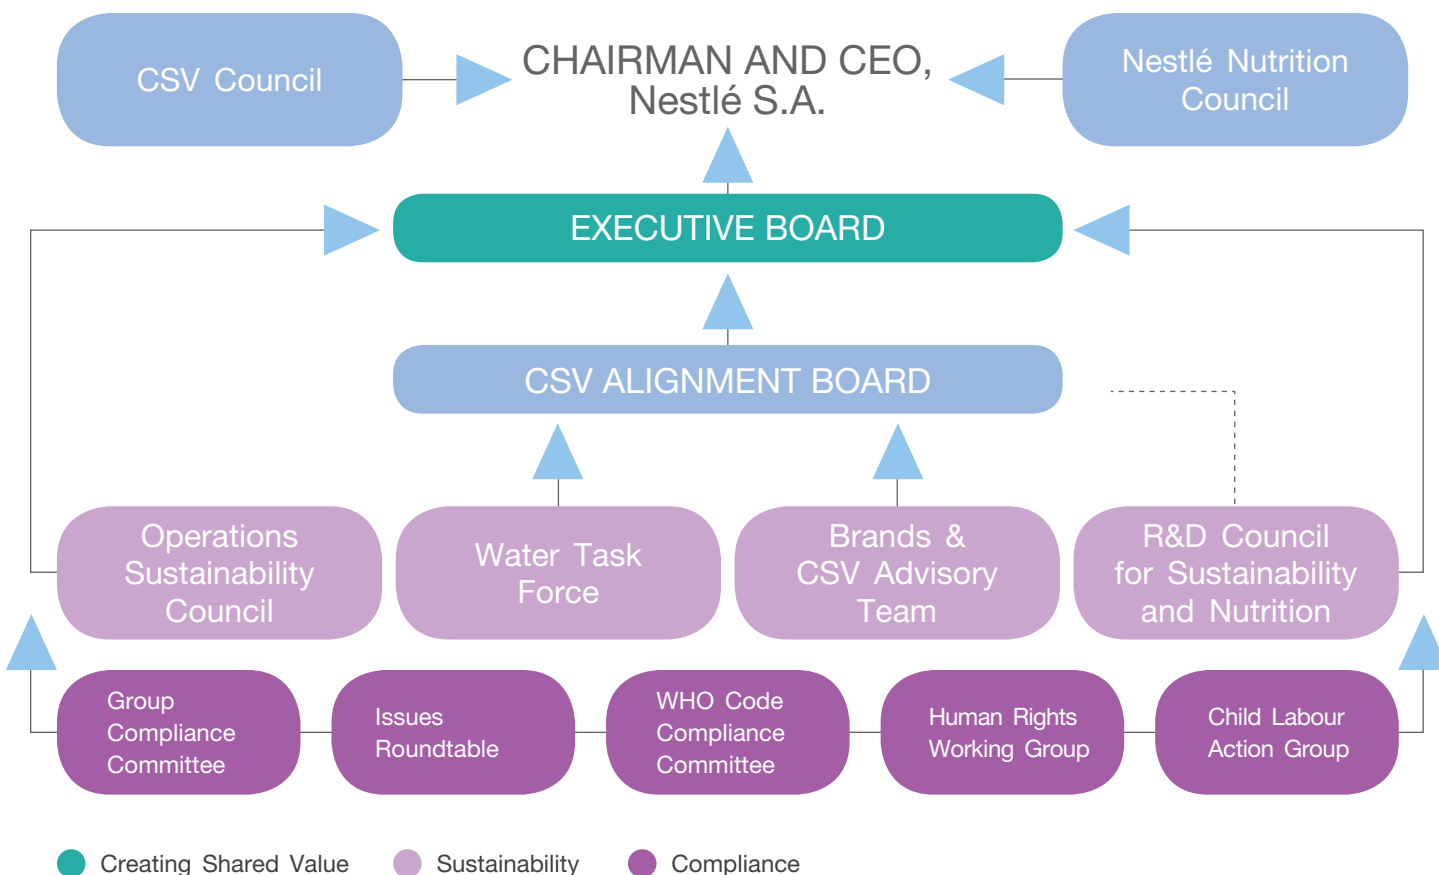 CSV Council
CHAIRMAN AND CEO,
Nestlé S.A.
Nestlé Nutrition
Council
EXECUTIVE BOARD
CSV ALIGNMENT BOARD
Operations
Sustainability
Council
Water Task
Force
Brands &
CSV Advisory
Team
R&D Council
for Sustainability
and Nutrition
Group
Compliance
Committee
Issues
Roundtable
WHO Code
Compliance
Committee
Human Rights
Working Group
Child Labour
Action Group
Creating Shared Value
Sustainability
Compliance